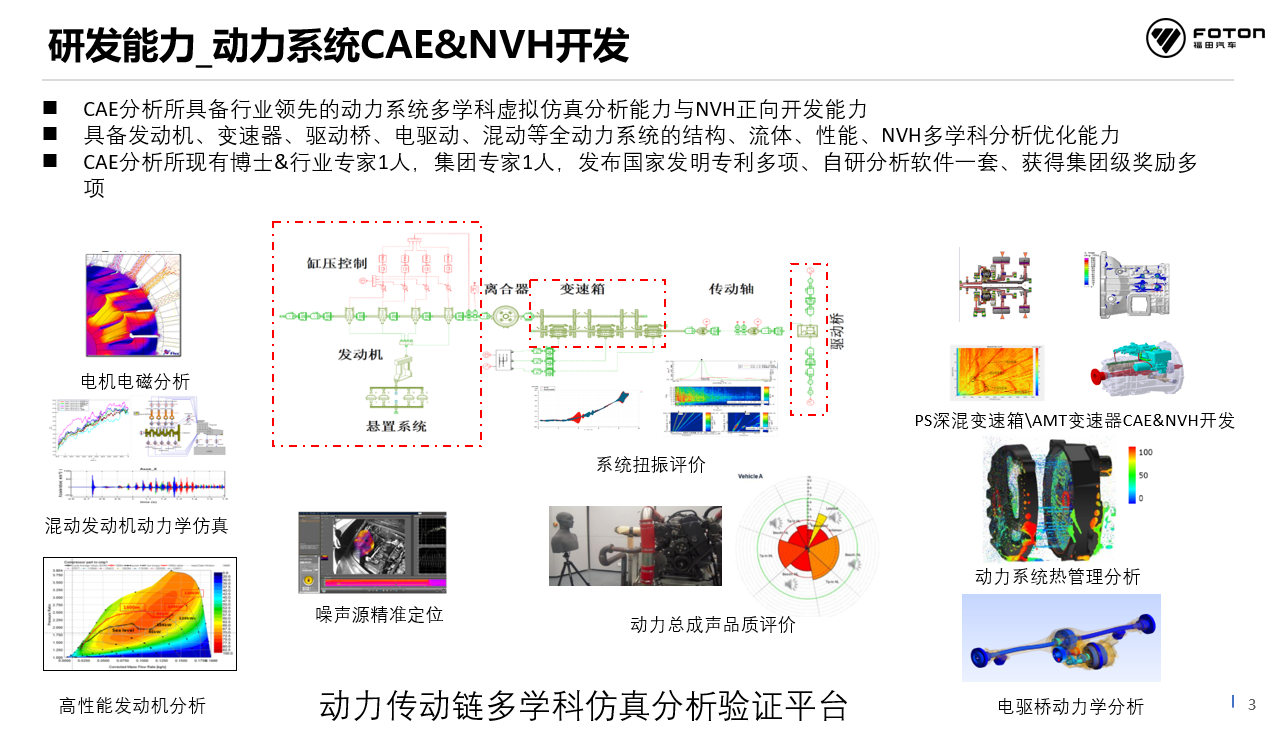 研发能力_动力系统CAE&NVH开发
FOTON
福田汽车
■ CAE分析所具备行业领先的动力系统多学科虚拟仿真分析能力与NVH正向开发能力
■ 具备发动机、变速器、驱动桥、电驱动、混动等全动力系统的结构、流体、性能、NVH多学科分析优化能力
■ CAE分析所现有博士&行业专家1人，集团专家1人，发布国家发明专利多项、自研分析软件一套、获得集团级奖励多
项
缸压控制
离合器
变速箱
传动轴
驱动桥
发动机
悬置系统
电机电磁分析
混动发动机动力学仿真
高性能发动机分析
系统扭振评价
噪声源精准定位
Vehicle A
动力总成声品质评价
PS深混变速箱\AMT变速器CAE&NVH开发
100
50
0
动力系统热管理分析
电驱桥动力学分析
动力传动链多学科仿真分析验证平台
3